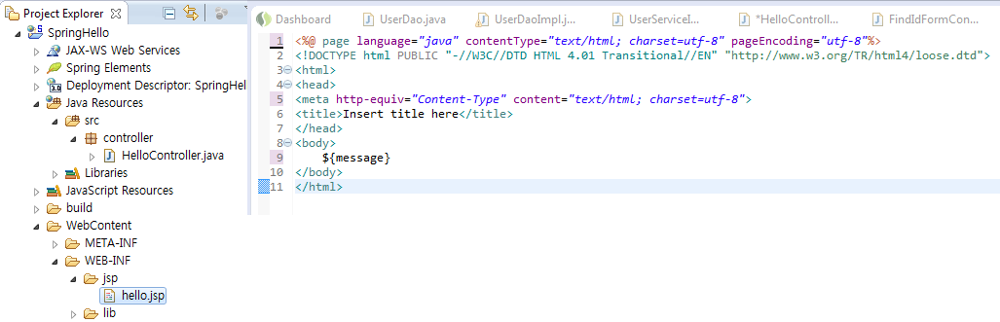 Project Explorer
SpringHello
JAX-WS Web Services
Spring Elements
Deployment Descriptor: SpringHel
Java Resources
src
controller
HelloController.java
Libraries
JavaScript Resources
build
WebContent
META-INF
WEB-INF
jsp
hello.jsp
lib
Dashboard
UserDao.java
UserDaoImpl.j...
UserServiceI...
*HelloControll...
FindIdFormCon...
1 <%@ page language="java" contentType="text/html; charset=utf-8" pageEncoding="utf-8"%>
2 <!DOCTYPE html PUBLIC "-//W3C//DTD HTML 4.01 Transitional//EN" "http://www.w3.org/TR/html4/loose.dtd">
3 <html>
4 <head>
5 <meta http-equiv="Content-Type" content="text/html; charset=utf-8">
6 <title>Insert title here</title>
7 </head>
8 <body>
9 ${message}
10 </body>
11 </html>